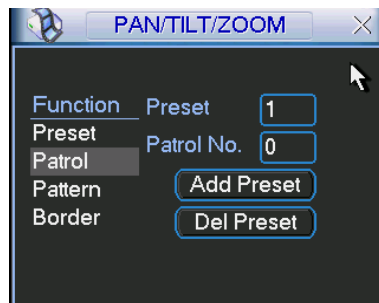 PAN/TILT/ZOOM
Function
Preset
Patrol
Pattern
Border
Preset 1
Patrol No. 0
Add Preset
Del Preset